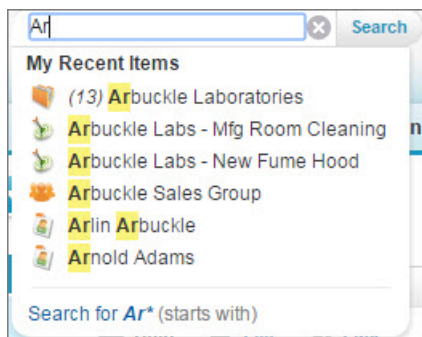 Ar Search
My Recent Items
(13) Arbuckle Laboratories
Arbuckle Labs - Mfg Room Cleaning
Arbuckle Labs - New Fume Hood
Arbuckle Sales Group
Arlin Arbuckle
Arnold Adams
Search for Ar* (starts with)